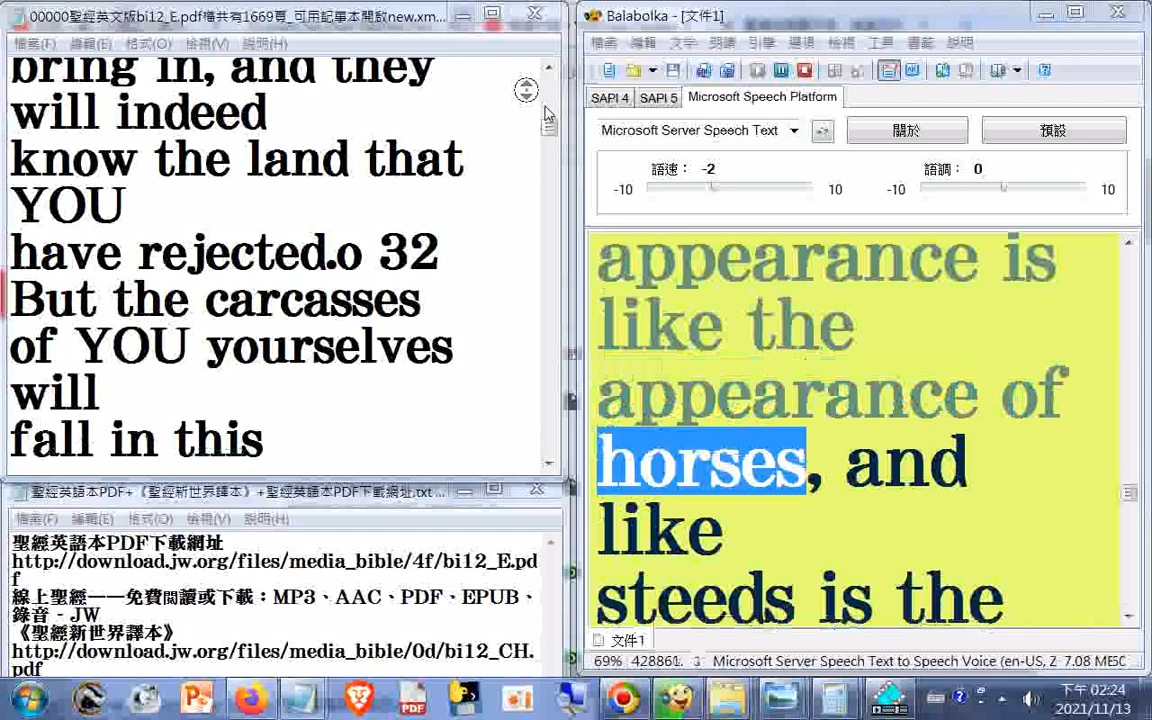 00000聖經英文版bi12_E.pdf檔共有1669頁_可用記事本開啟new.xm...
檔案(F) 編輯(E) 格式(O) 檢視(V) 說明(H)
bring in, and they
will indeed
know the land that
YOU
have rejected.o 32
But the carcasses
of YOU yourselves
will
fall in this
聖經英語本PDF+《聖經新世界譯本》+聖經英語本PDF下載網址.txt ...
檔案(F) 編輯(E) 格式(O) 檢視(V) 說明(H)
聖經英語本PDF下載網址
http://download.jw.org/files/media_bible/4f/bi12_E.pd
f
線上聖經——免費閱讀或下載：MP3、AAC、PDF、EPUB、
錄音 - JW
《聖經新世界譯本》
http://download.jw.org/files/media_bible/0d/bi12_CH.
pdf
Balabolka - [文件1]
檔案 編輯 文字 朗讀 引擎 選項 檢視 工具 書籤 說明
SAPI 4 SAPI 5 Microsoft Speech Platform
Microsoft Server Speech Text 關於 預設
語速： -2 語調： 0
-10 10 -10 10
appearance is
like the
appearance of
horses, and
like
steeds is the
文件1
69% 428861. Microsoft Server Speech Text to Speech Voice (en-US, Z 7.08 ME
下午 02:24
2021/11/13